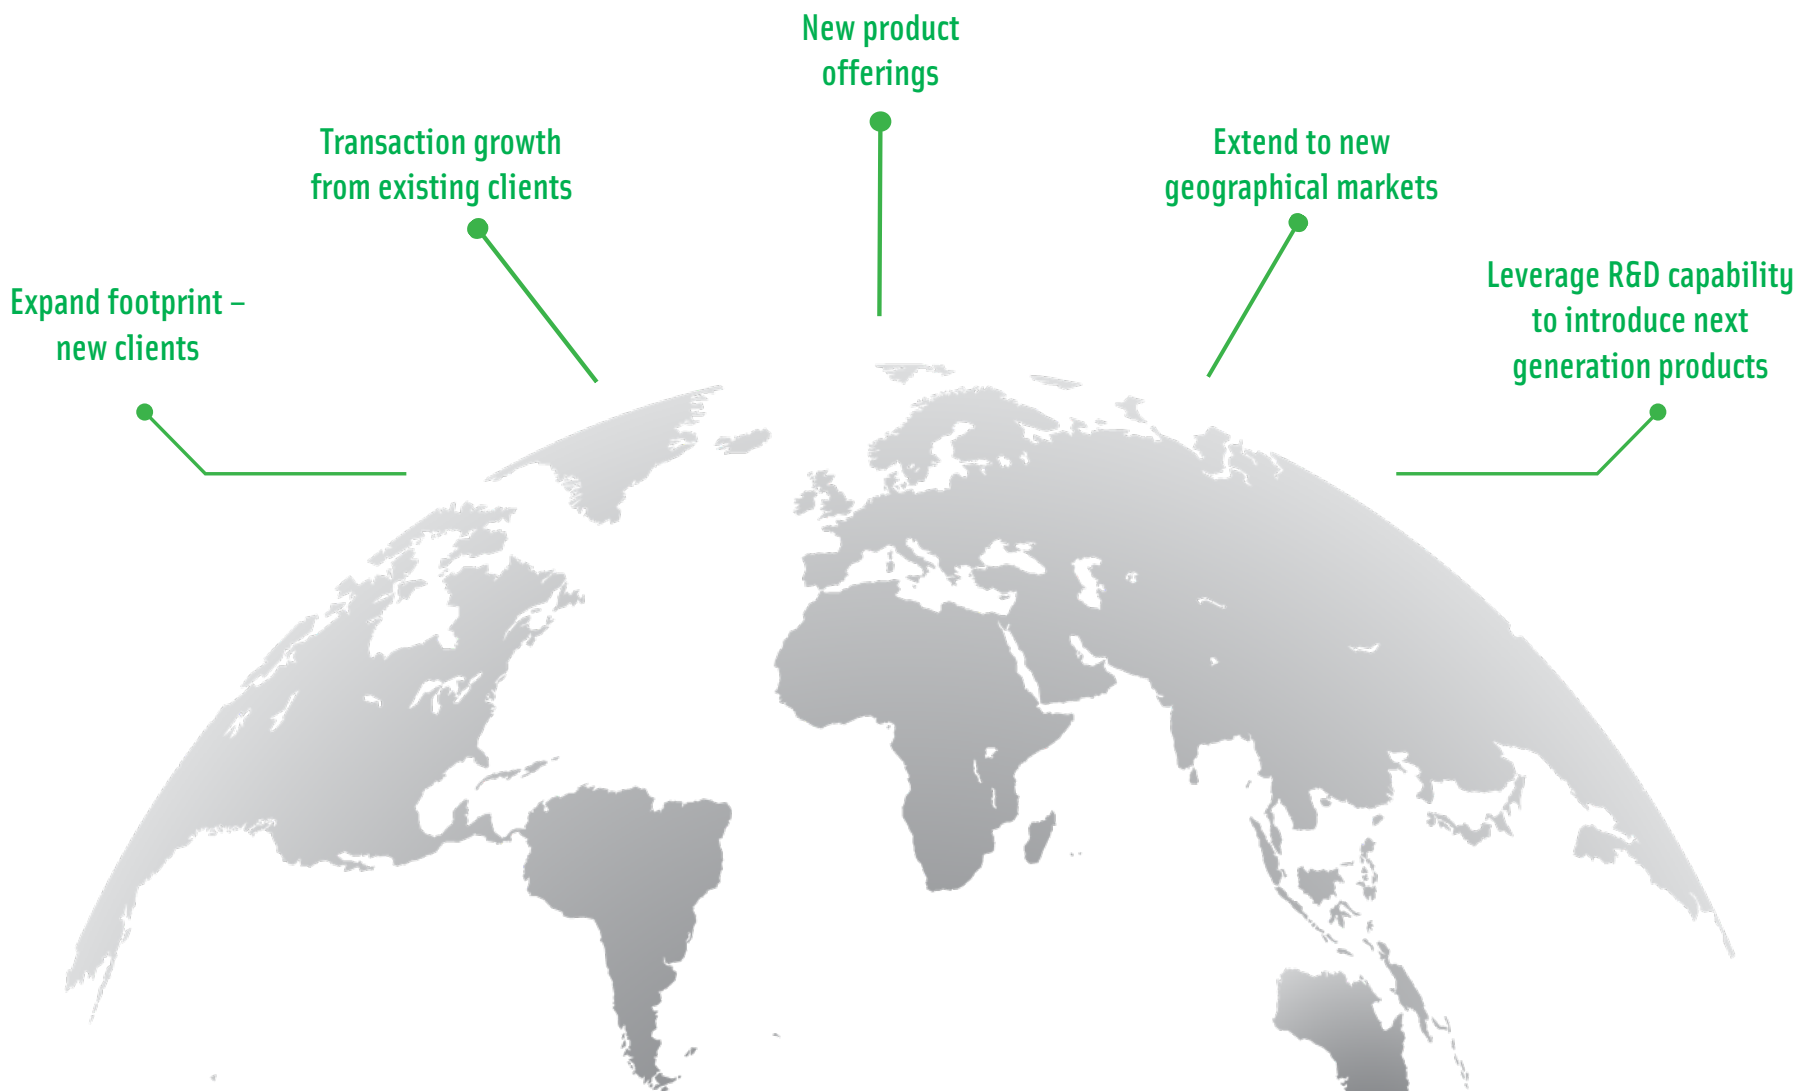 New product
offerings
Transaction growth
from existing clients
Extend to new
geographical markets
Expand footprint –
new clients
Leverage R&D capability
to introduce next
generation products